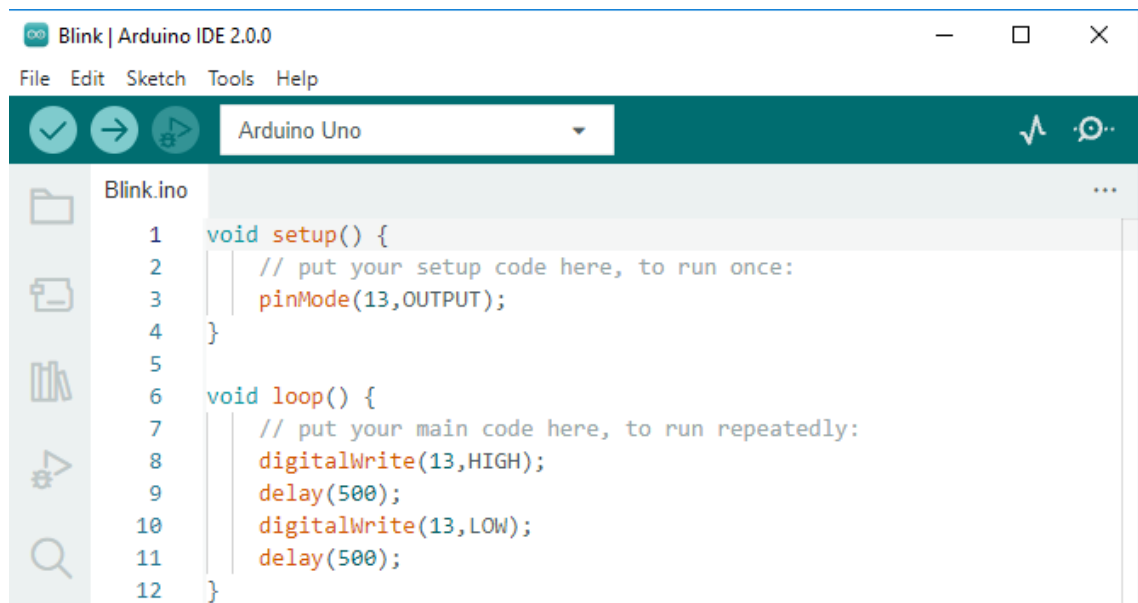 Blink | Arduino IDE 2.0.0
File Edit Sketch Tools Help
Arduino Uno
Blink.ino
...
1 void setup() {
2 // put your setup code here, to run once:
3 pinMode(13,OUTPUT);
4 }
5
6 void loop() {
7 // put your main code here, to run repeatedly:
8 digitalWrite(13,HIGH);
9 delay(500);
10 digitalWrite(13,LOW);
11 delay(500);
12 }